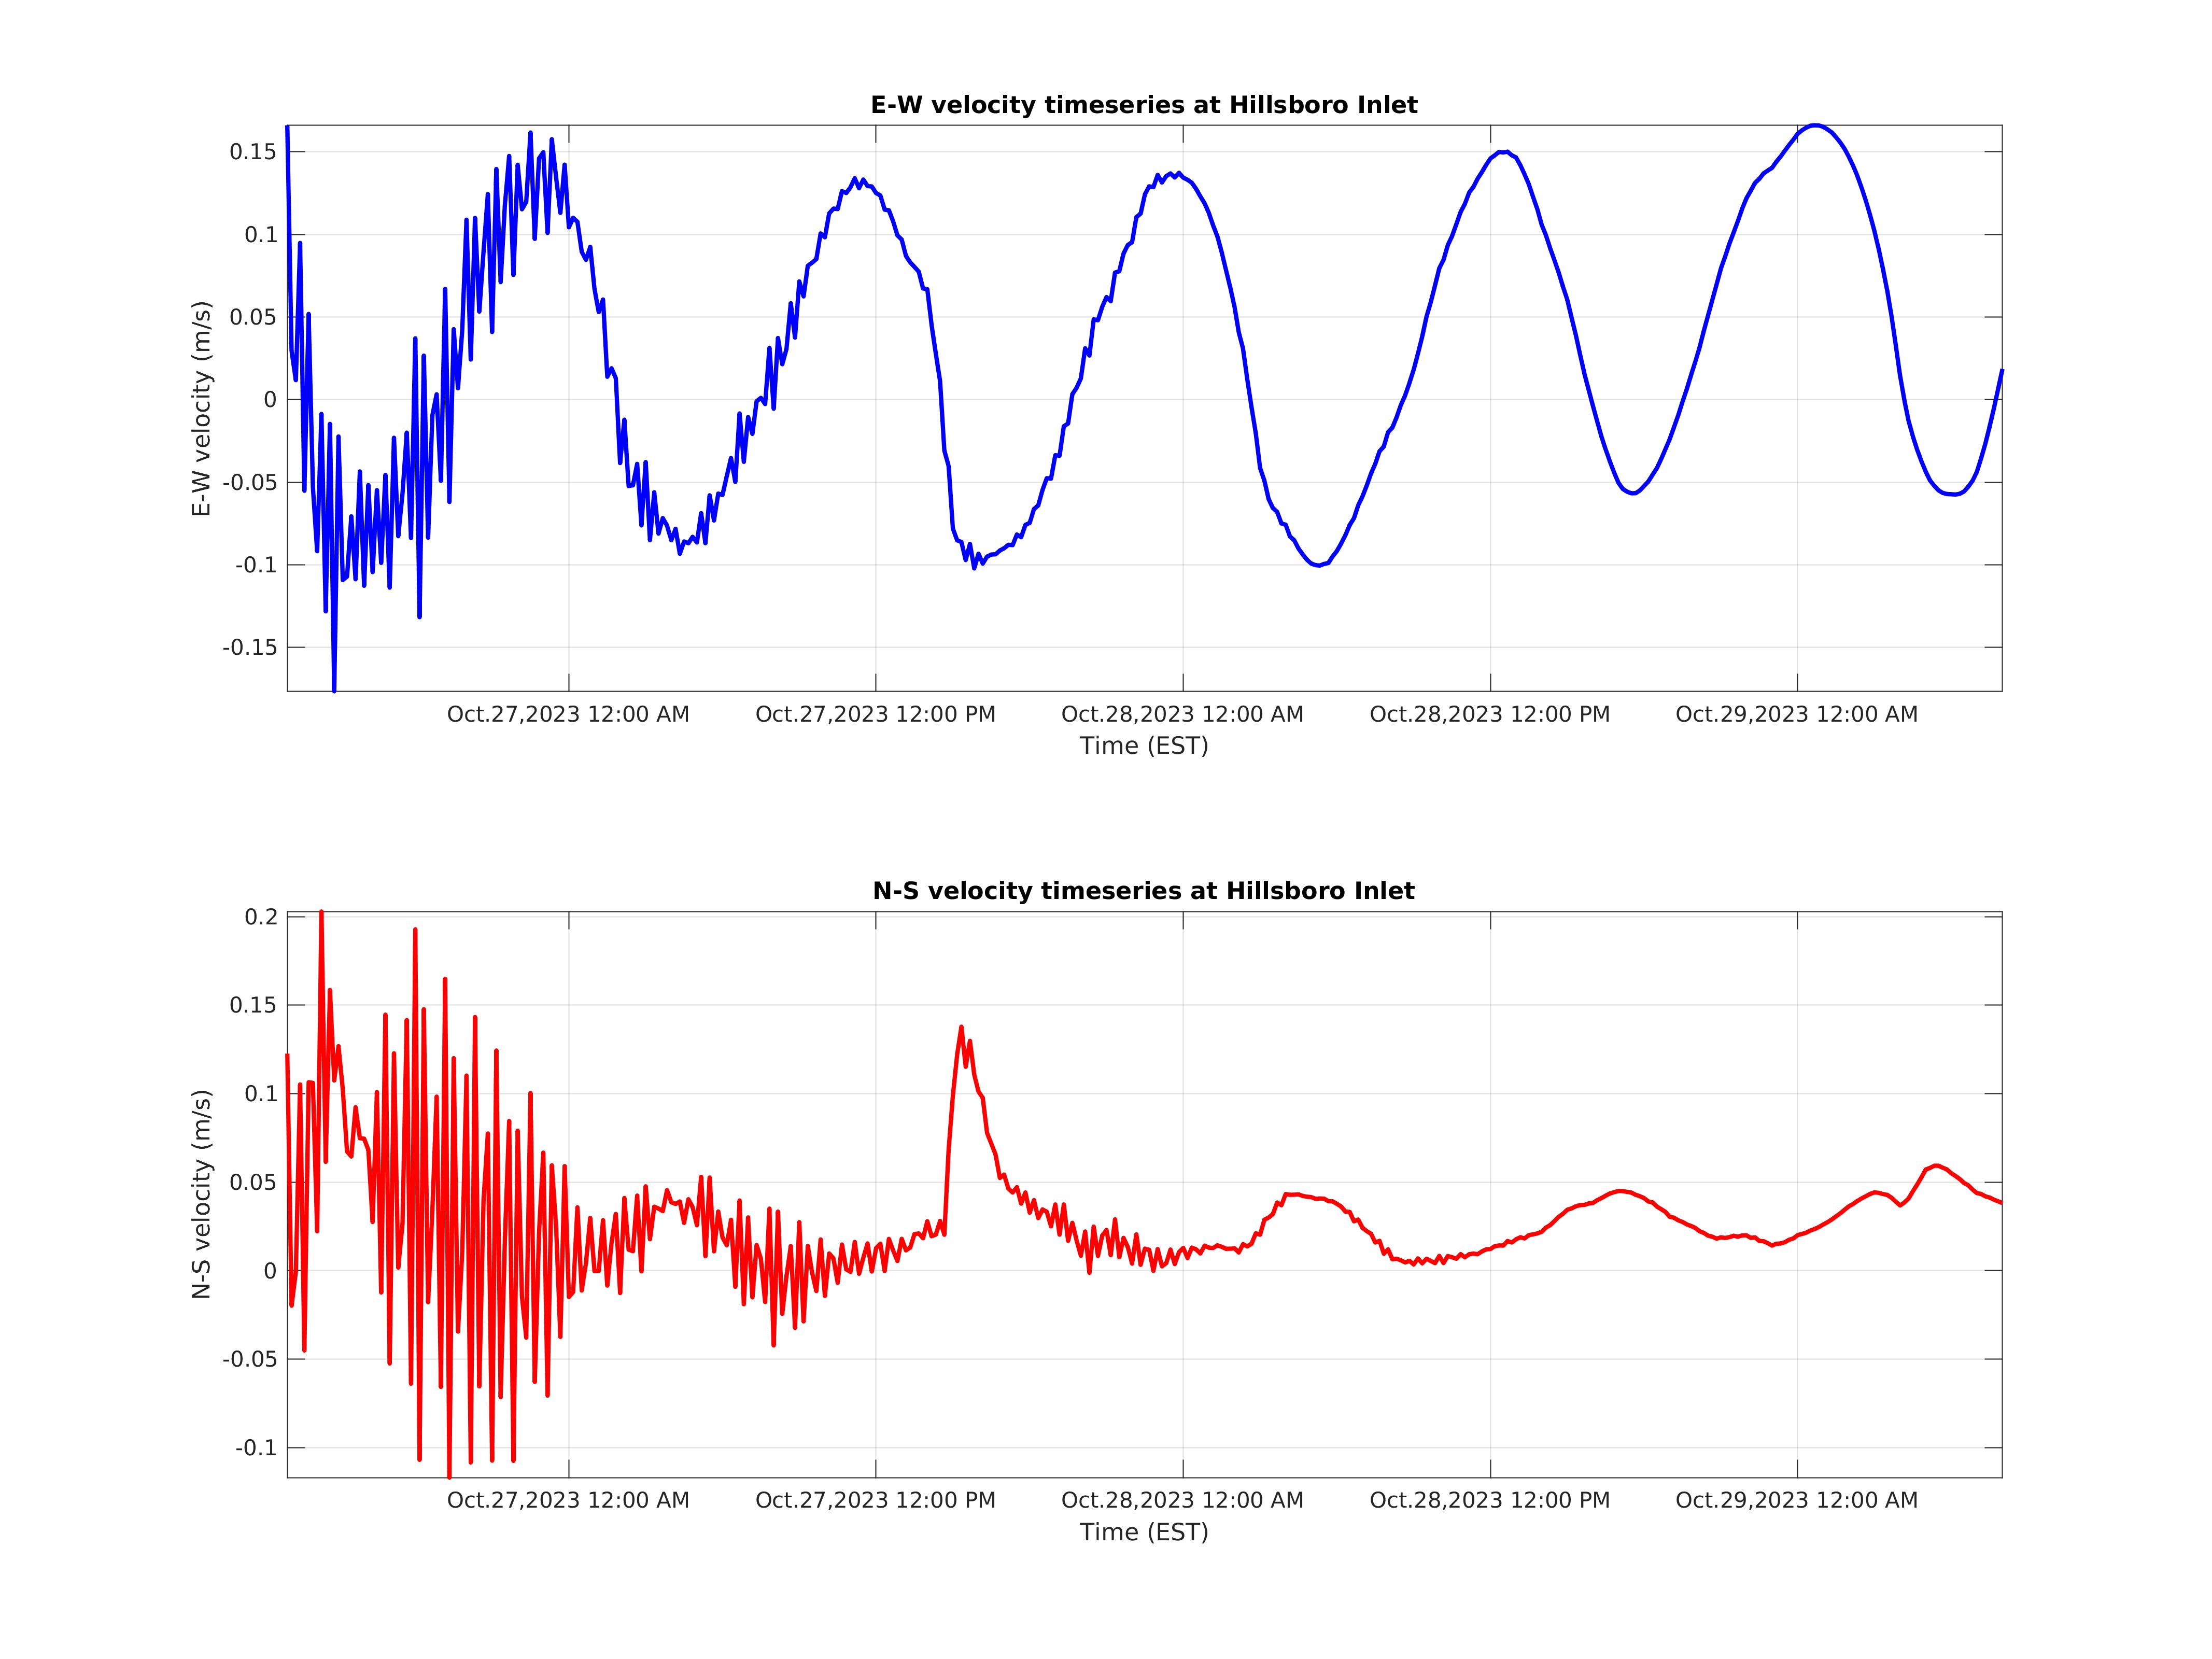 E-W velocity timeseries at Hillsboro Inlet
0.15
0.1
0.05
0
-0.05
-0.1
-0.15
E-W velocity (m/s)
Oct.27,2023 12:00 AM Oct.27,2023 12:00 PM Oct.28,2023 12:00 AM Oct.28,2023 12:00 PM Oct.29,2023 12:00 AM
Time (EST)
N-S velocity timeseries at Hillsboro Inlet
0.2
0.15
0.1
0.05
0
-0.05
-0.1
N-S velocity (m/s)
Oct.27,2023 12:00 AM Oct.27,2023 12:00 PM Oct.28,2023 12:00 AM Oct.28,2023 12:00 PM Oct.29,2023 12:00 AM
Time (EST)